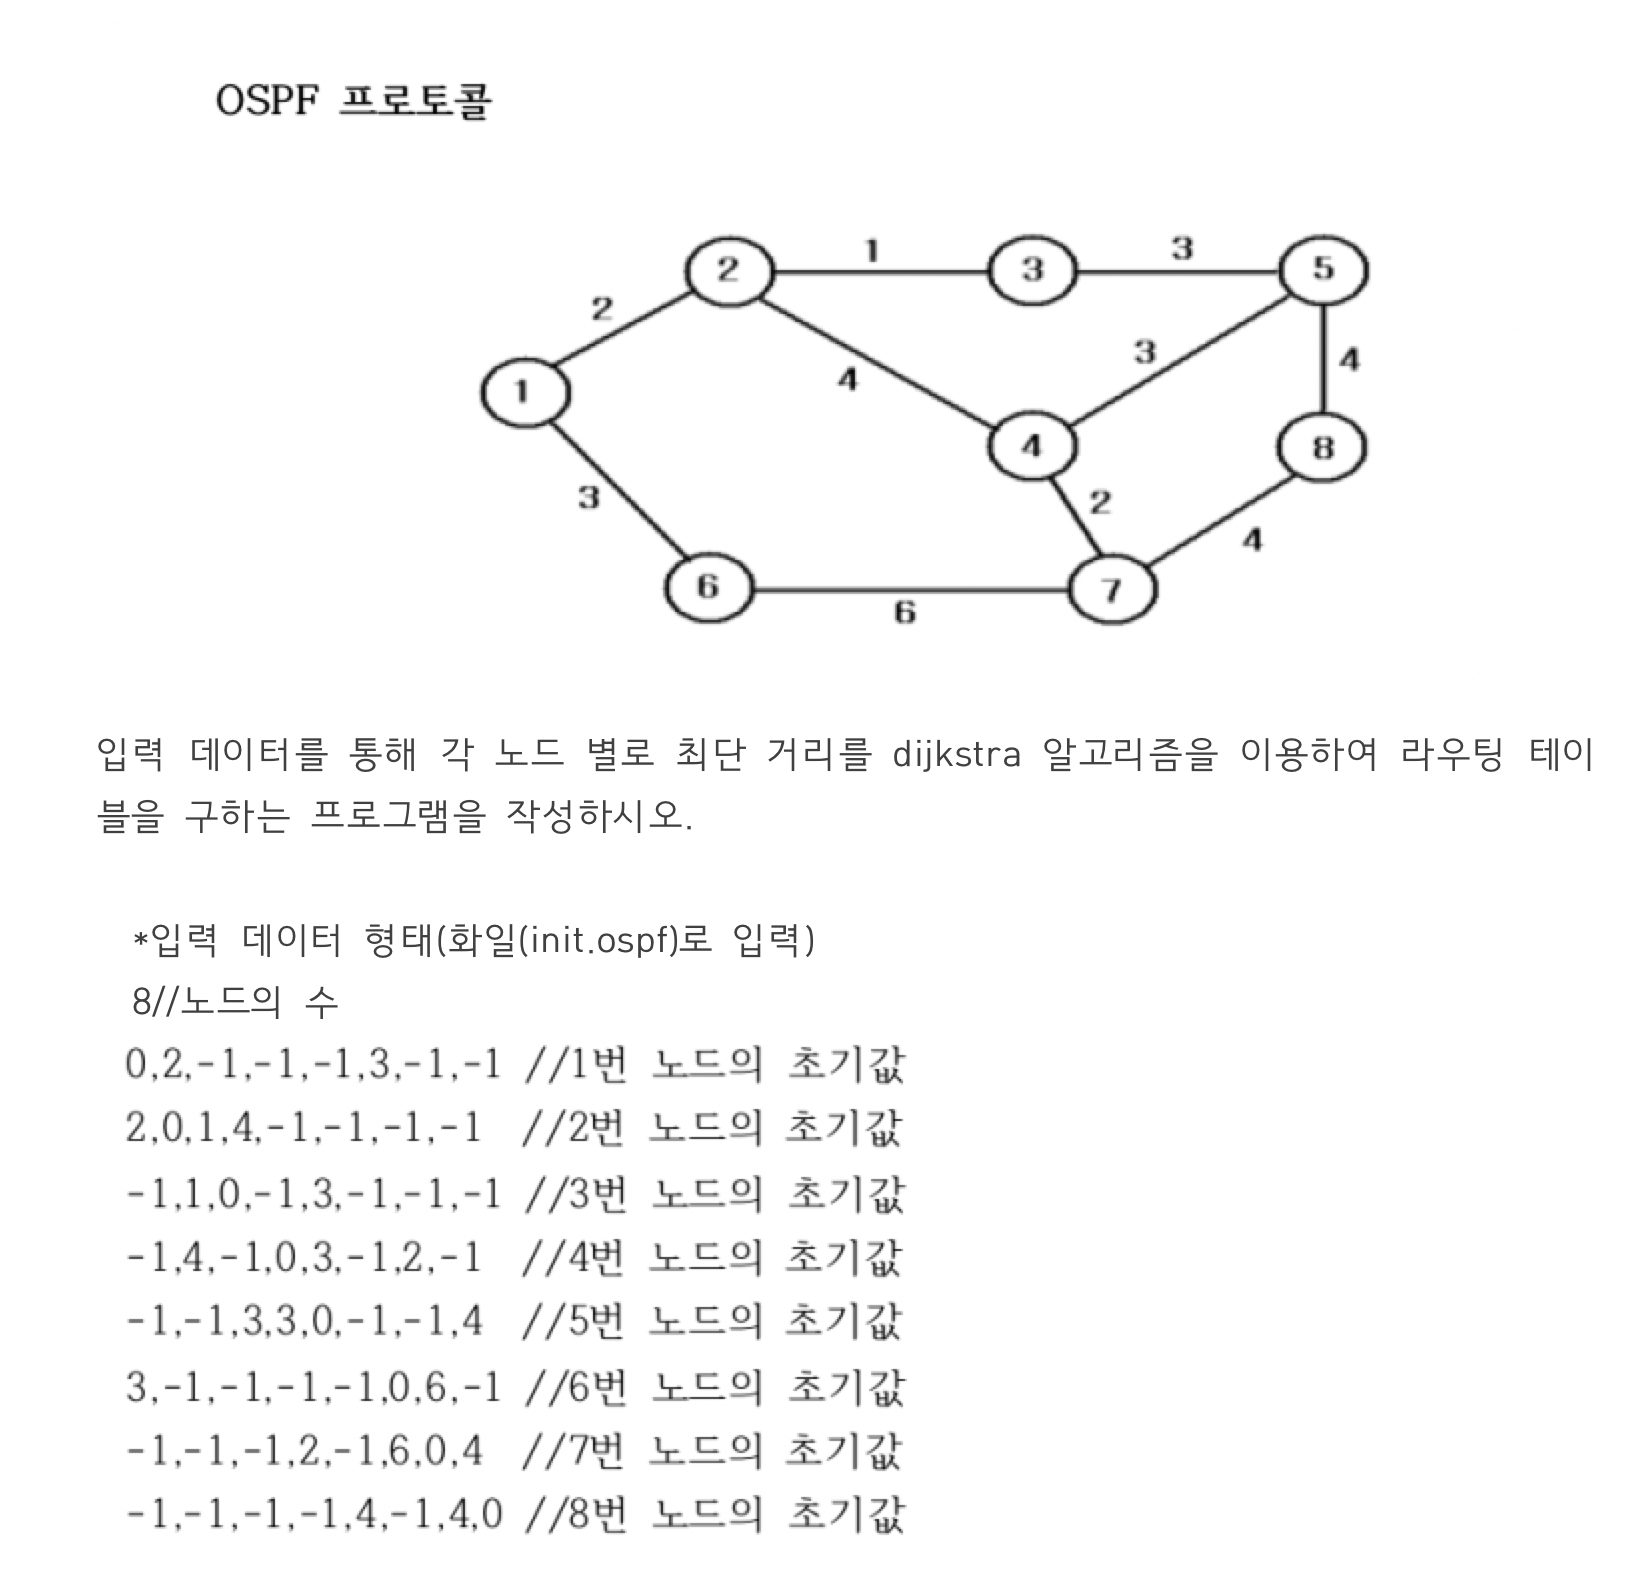 OSPF 프로토콜
1
3
2
3
5
2
3
4
4
1
4
8
3
2
4
6
7
6
입력 데이터를 통해 각 노드 별로 최단 거리를 dijkstra 알고리즘을 이용하여 라우팅 테이
블을 구하는 프로그램을 작성하시오.
*입력 데이터 형태(화일(init.ospf)로 입력)
8//노드의 수
0,2,-1,-1,-1,3,-1,-1 //1번 노드의 초기값
2,0,1,4,-1,-1,-1,-1 //2번 노드의 초기값
-1,1,0,-1,3,-1,-1,-1 //3번 노드의 초기값
-1,4,-1,0,3,-1,2,-1 //4번 노드의 초기값
-1,-1,3,3,0,-1,-1,4 //5번 노드의 초기값
3,-1,-1,-1,-1,0,6,-1 //6번 노드의 초기값
-1,-1,-1,2,-1,6,0,4 //7번 노드의 초기값
-1,-1,-1,-1,4,-1,4,0 //8번 노드의 초기값